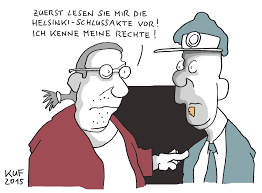 ZUERST LESEN SIE MIR DIE
HELSINKI-SCHLUSSAKTE VOR!
ICH KENNE MEINE RECHTE!
KUF
2015